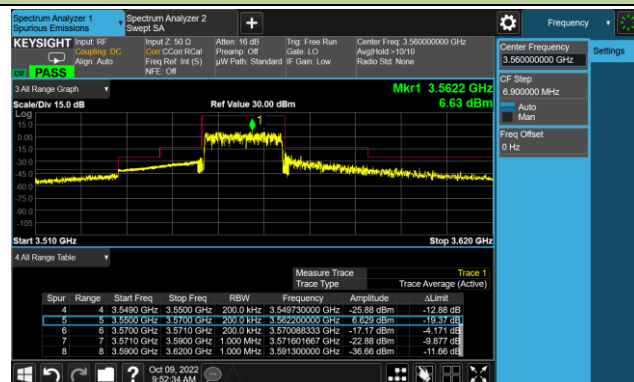 Spectrum Analyzer 1
Spurious Emissions
Spectrum Analyzer 2
Swept SA
Frequency
KEYSIGHT
Input: RF
Coupling: DC
Align: Auto
Input Z: 50 Ω
Corr CCorr RCal
Freq Ref: Int (S)
NFE: Off
Atten: 16 dB
Preamp: Off
µW Path: Standard
Trig: Free Run
Gate: LO
IF Gain: Low
Center Freq: 3.560000000 GHz
Avg|Hold:>10/10
Radio Std: None
PASS
Center Frequency
3.560000000 GHz
Settings
CF Step
6.900000 MHz
Auto
Man
Freq Offset
0 Hz
3 All Range Graph
Mkr1 3.5622 GHz
Scale/Div 15.0 dB
Ref Value 30.00 dBm
6.63 dBm
Log
15.0
0.00
-15.0
-30.0
-45.0
-60.0
-75.0
-90.0
-105
1
Start 3.510 GHz
Stop 3.620 GHz
4 All Range Table
Measure Trace Trace 1
Trace Type Trace Average (Active)
Spur Range Start Freq Stop Freq RBW Frequency Amplitude ΔLimit
4 4 3.5490 GHz 3.5500 GHz 200.0 kHz 3.549730000 GHz -25.88 dBm -12.88 dB
5 5 3.5500 GHz 3.5700 GHz 200.0 kHz 3.562200000 GHz 6.629 dBm -19.37 dB
6 6 3.5700 GHz 3.5710 GHz 200.0 kHz 3.570088333 GHz -17.17 dBm -4.171 dB
7 7 3.5710 GHz 3.5900 GHz 1.000 MHz 3.571601667 GHz -22.88 dBm -9.877 dB
8 8 3.5900 GHz 3.6200 GHz 1.000 MHz 3.591300000 GHz -36.66 dBm -11.66 dB
Oct 09, 2022
9:52:34 AM